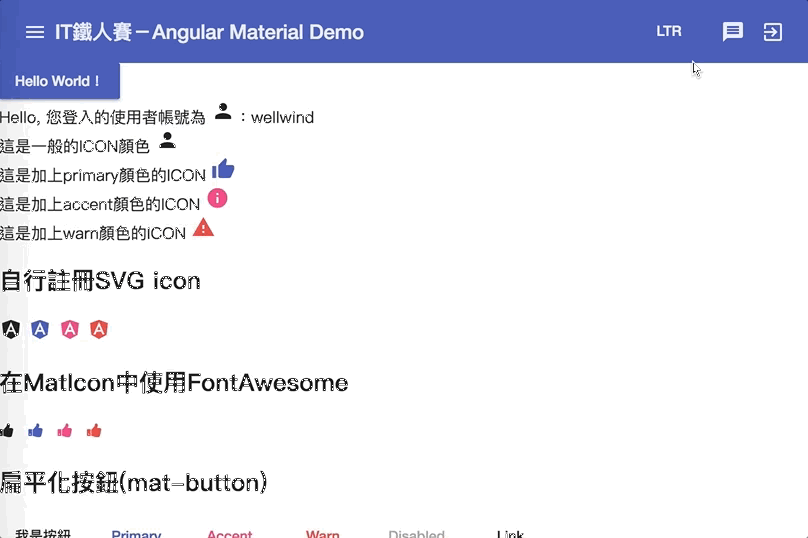 IT鐵人賽－Angular Material Demo
LTR
Hello World！
Hello, 您登入的使用者帳號為 ：wellwind
這是一般的ICON顏色
這是加上primary顏色的ICON
這是加上accent顏色的ICON
這是加上warn顏色的ICON
自行註冊SVG icon
在MatIcon中使用FontAwesome
扁平化按鈕(mat-button)
我是按鈕 Primary Accent Warn Disabled Link